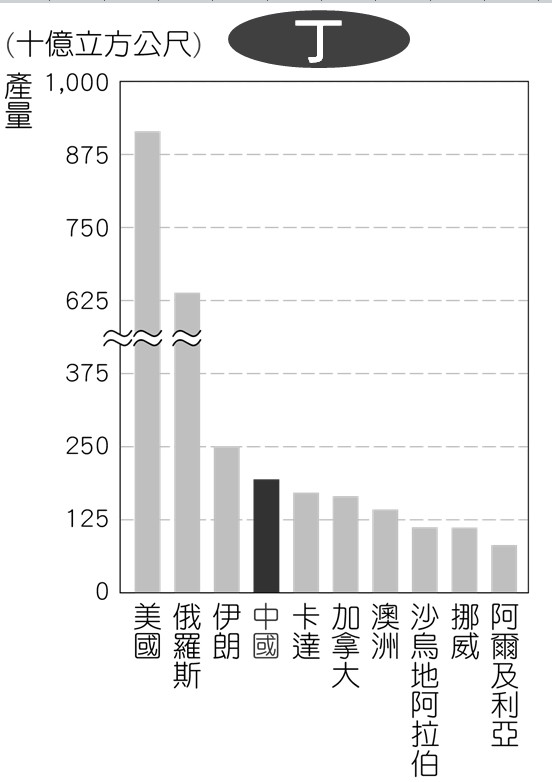 (十億立方公尺)
丁
產量
1,000
875
750
625
375
250
125
0
美國
俄羅斯
伊朗
中國
卡達
加拿大
澳洲
沙烏地阿拉伯
挪威
阿爾及利亞